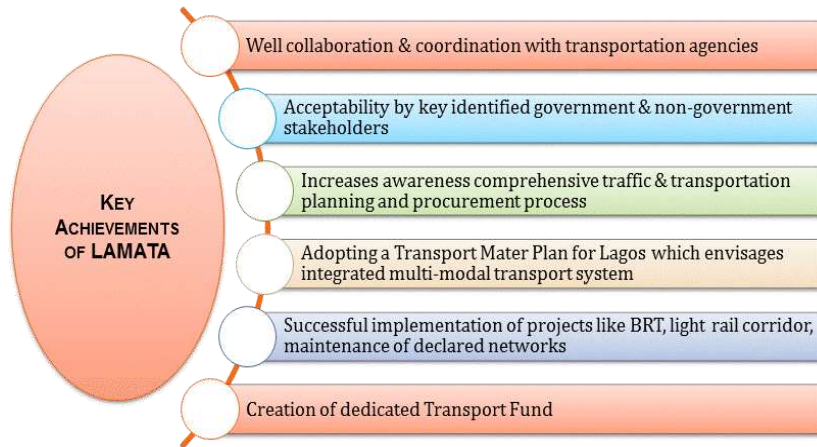 KEY
ACHIEVEMENTS
OF LAMATA
Well collaboration & coordination with transportation agencies
Acceptability by key identified government & non-government
stakeholders
Increases awareness comprehensive traffic & transportation
planning and procurement process
Adopting a Transport Mater Plan for Lagos which envisages
integrated multi-modal transport system
Successful implementation of projects like BRT, light rail corridor,
maintenance of declared networks
Creation of dedicated Transport Fund